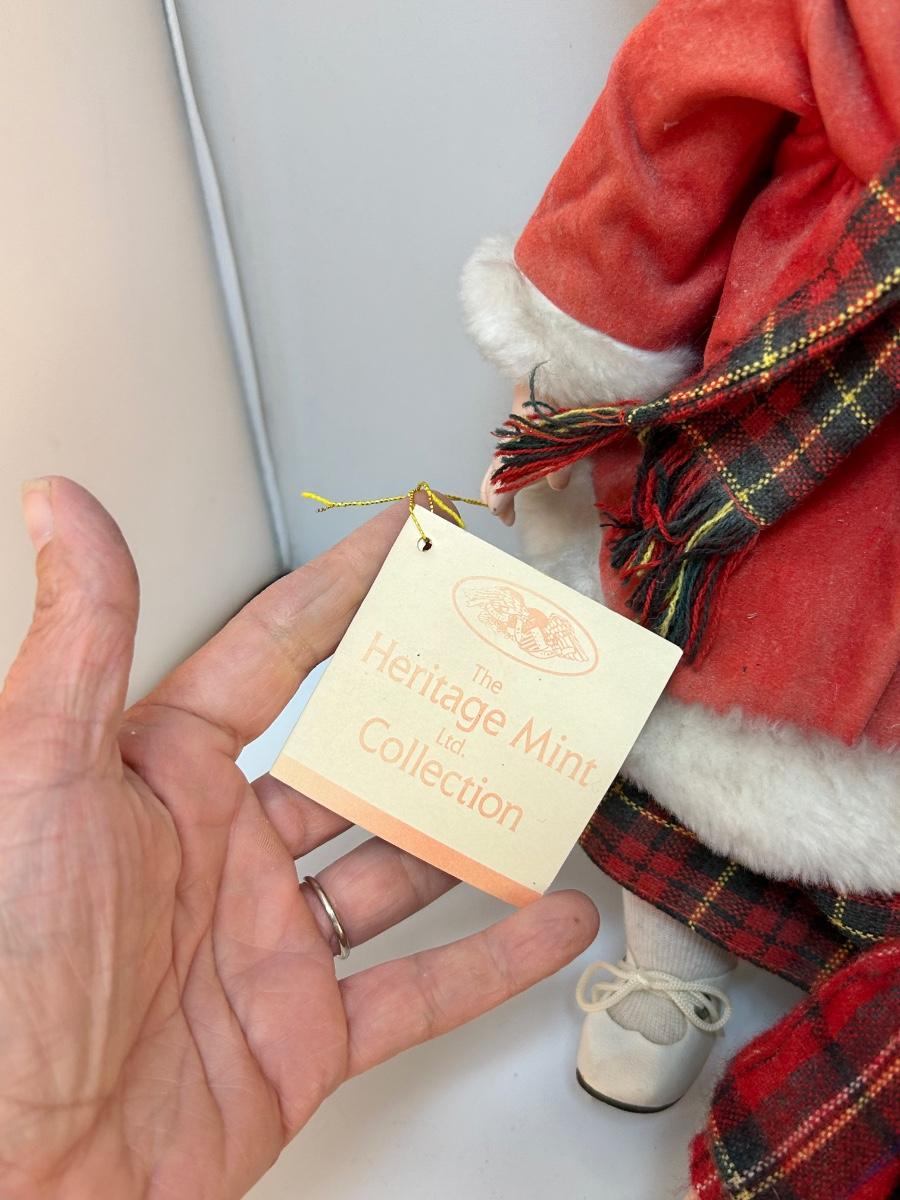 The
Heritage Mint
Ltd.
Collection